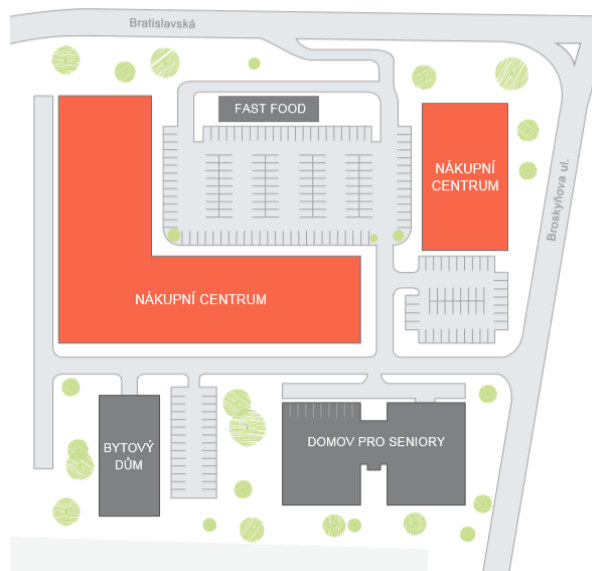 Bratislavská
FAST FOOD
NÁKUPNÍ
CENTRUM
Broskyňova ul.
NÁKUPNÍ CENTRUM
BYTOVÝ
DŮM
DOMOV PRO SENIORY